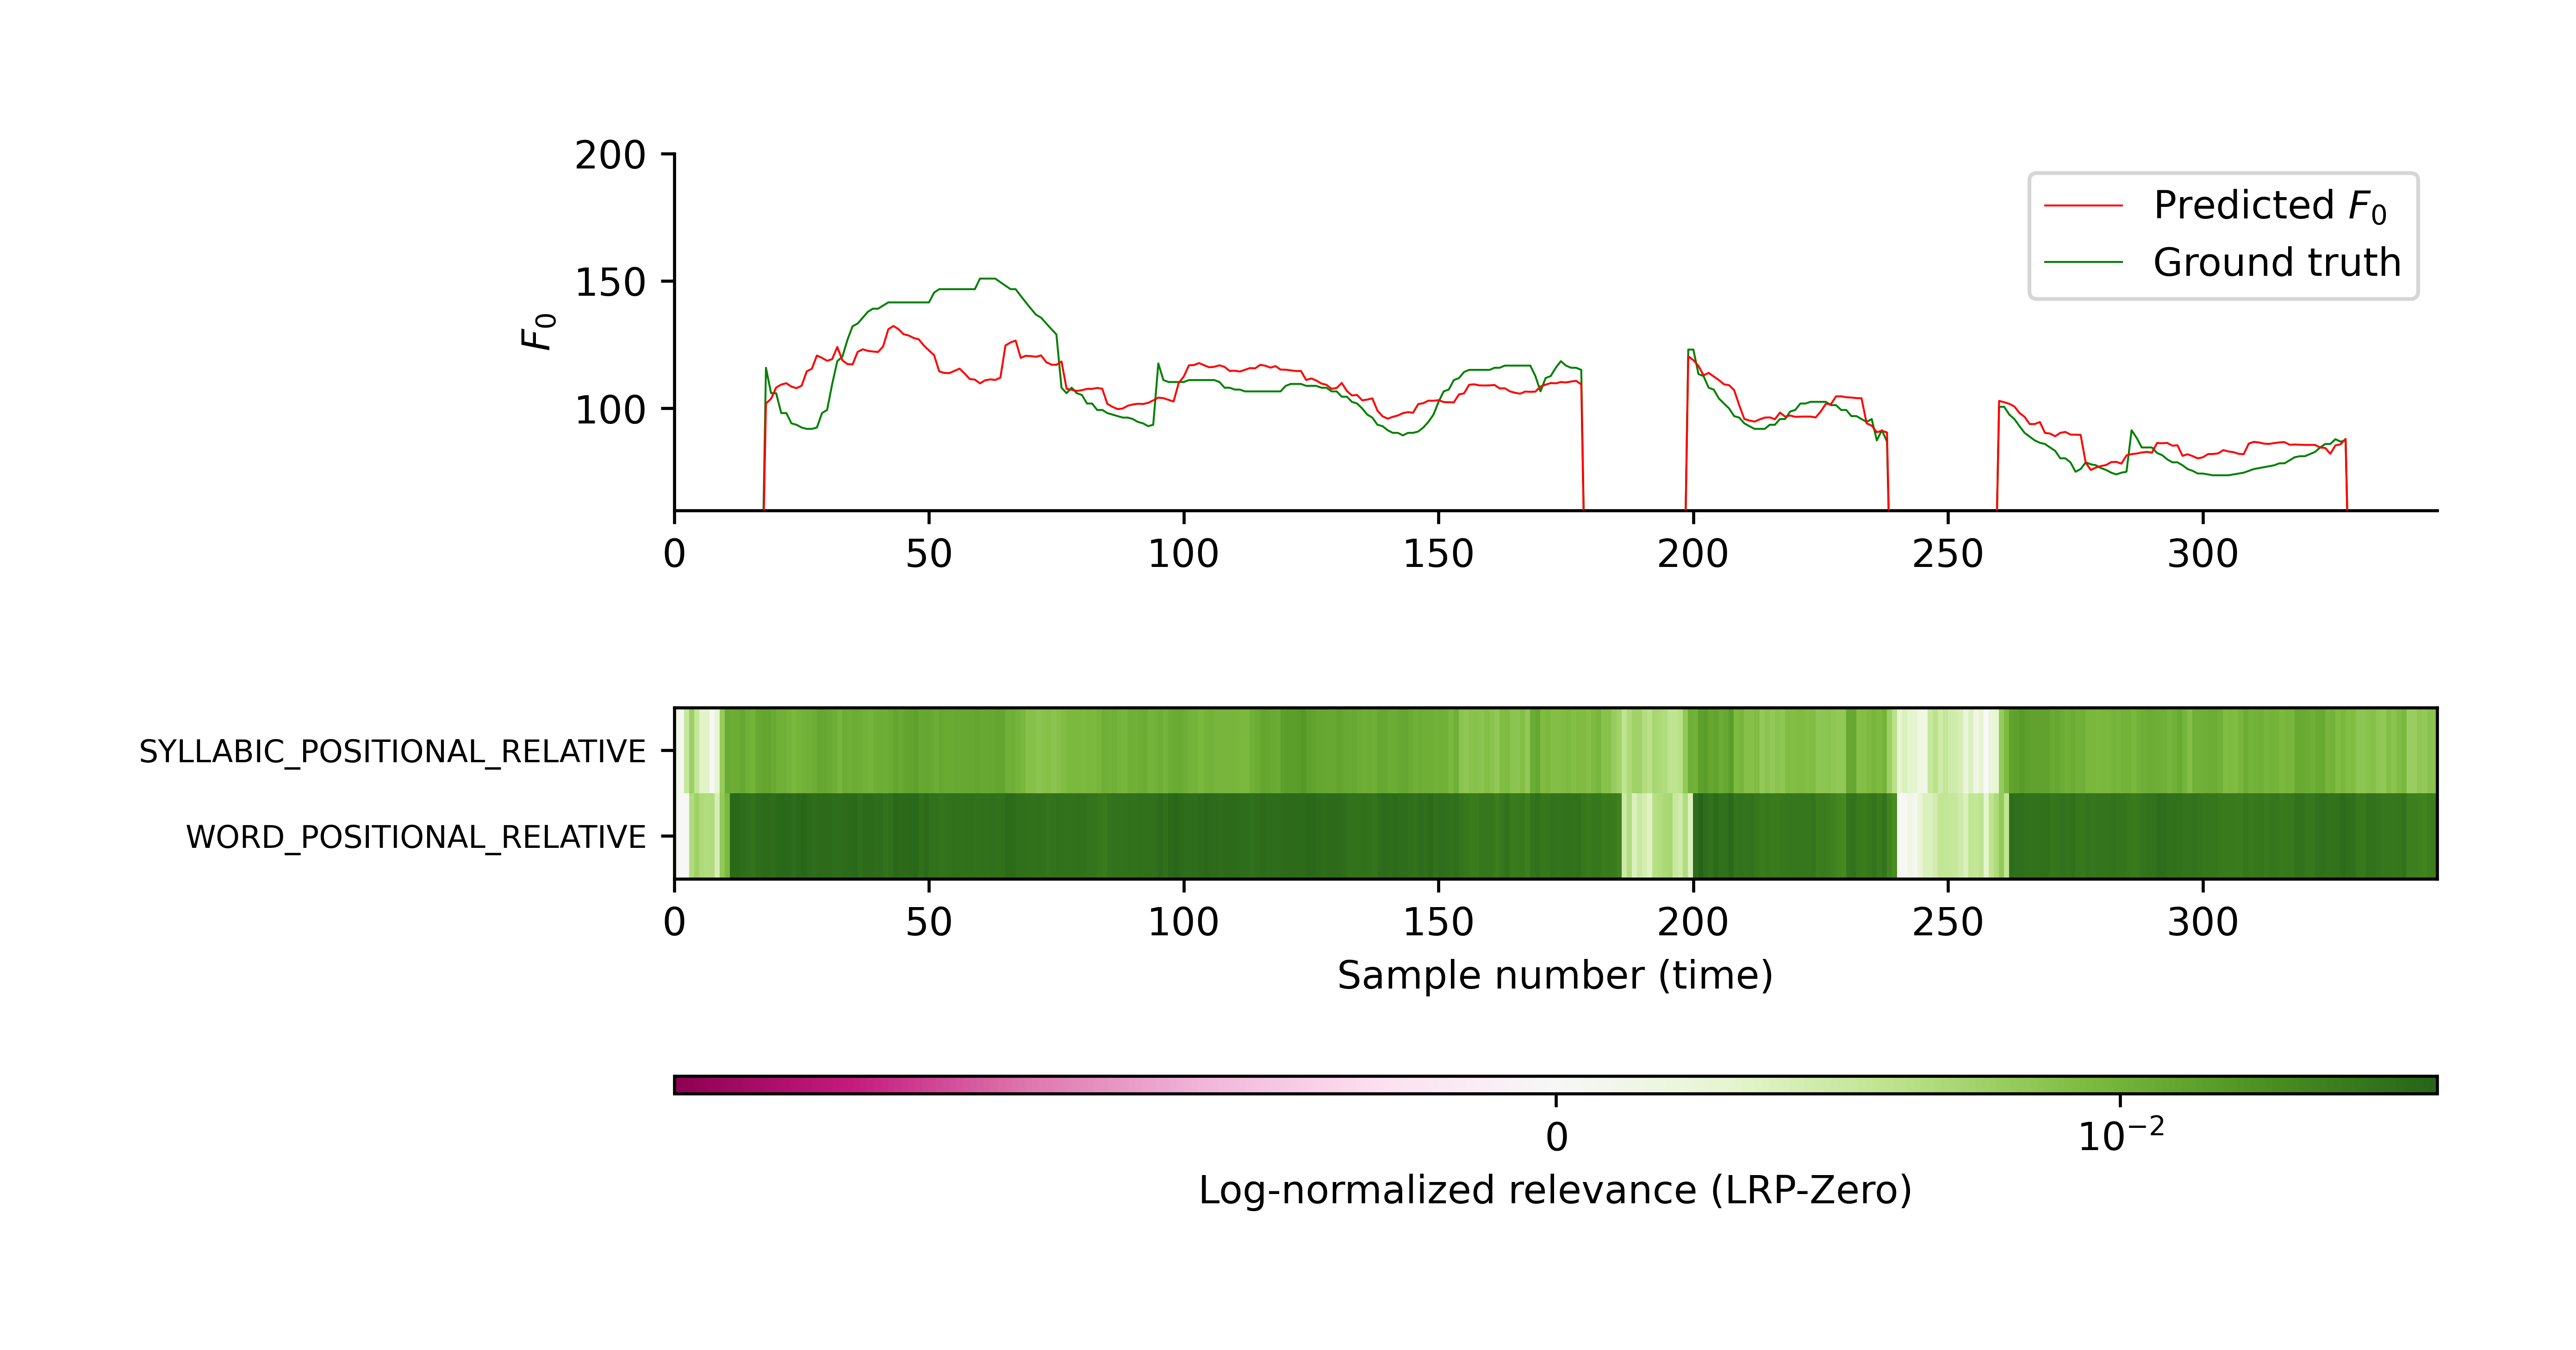 200
150
100
F₀
Predicted F₀
Ground truth
0 50 100 150 200 250 300
SYLLABIC_POSITIONAL_RELATIVE
WORD_POSITIONAL_RELATIVE
0 50 100 150 200 250 300
Sample number (time)
0 10⁻²
Log-normalized relevance (LRP-Zero)